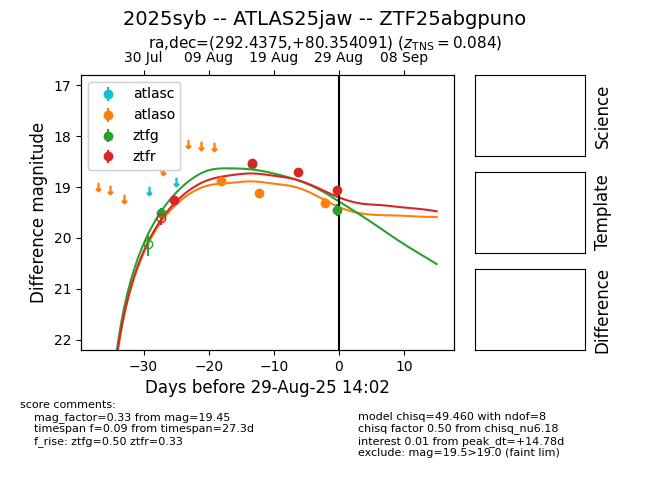 2025syb -- ATLAS25jaw -- ZTF25abgpuno
ra,dec=(292.4375,+80.354091) (z_TNS = 0.084)
30 Jul 09 Aug 19 Aug 29 Aug 08 Sep
17
18
19
20
21
22
Difference magnitude
atlasc
atlaso
ztfg
ztfr
−30 −20 −10 0 10
Days before 29-Aug-25 14:02
Science
Template
Difference
score comments:
mag_factor=0.33 from mag=19.45
timespan f=0.09 from timespan=27.3d
f_rise: ztfg=0.50 ztfr=0.33
model chisq=49.460 with ndof=8
chisq factor 0.50 from chisq_nu6.18
interest 0.01 from peak_dt=+14.78d
exclude: mag=19.5>19.0 (faint lim)